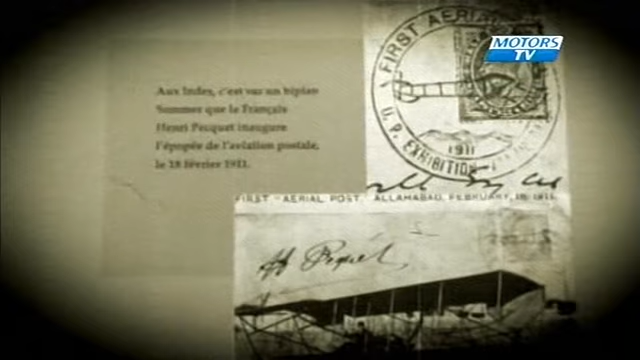 MOTORS
TV
FIRST AERIAL
1911
U.P. EXHIBITION
Aux Indes, c'est sur un biplan
Sommer que le Français
Henri Pecquet inaugure
l'épopée de l'aviation postale,
le 18 février 1911.
FIRST "AERIAL POST," ALLAHABAD, FEBRUARY, 18, 1911.
H Pequet